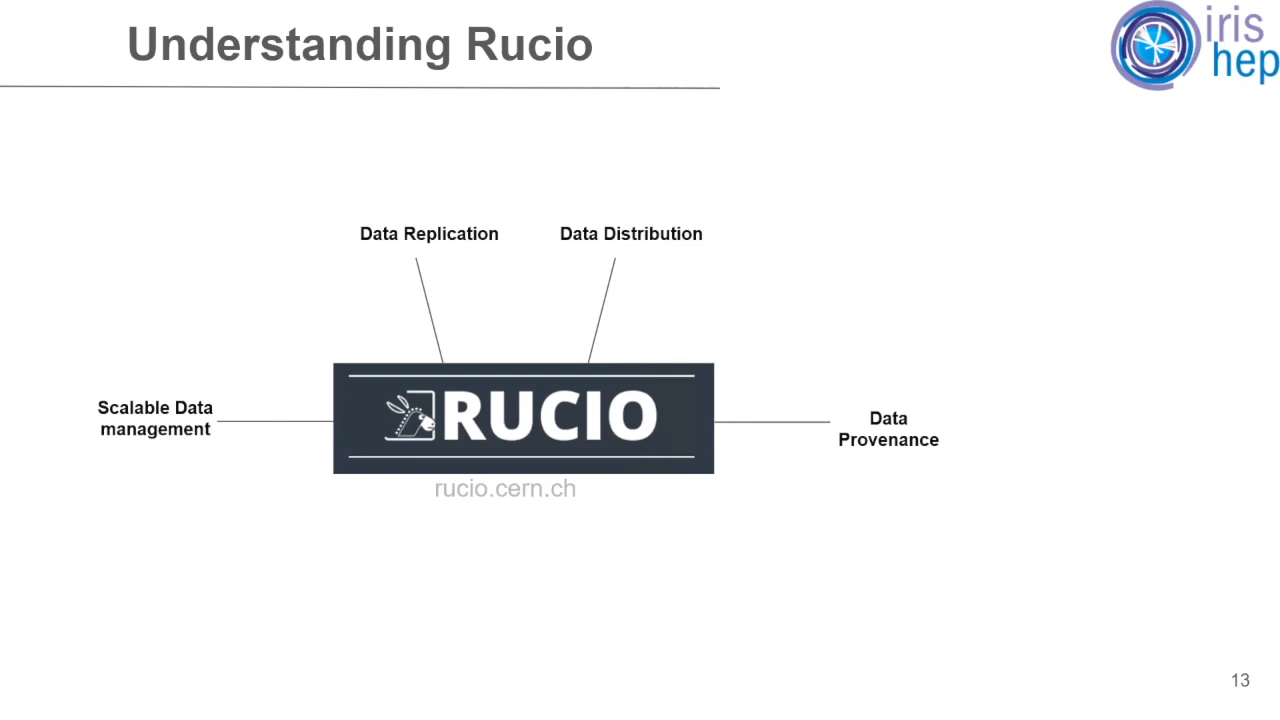 Understanding Rucio
iris
hep
Data Replication
Data Distribution
Scalable Data
management
RUCIO
Data
Provenance
rucio.cern.ch
13